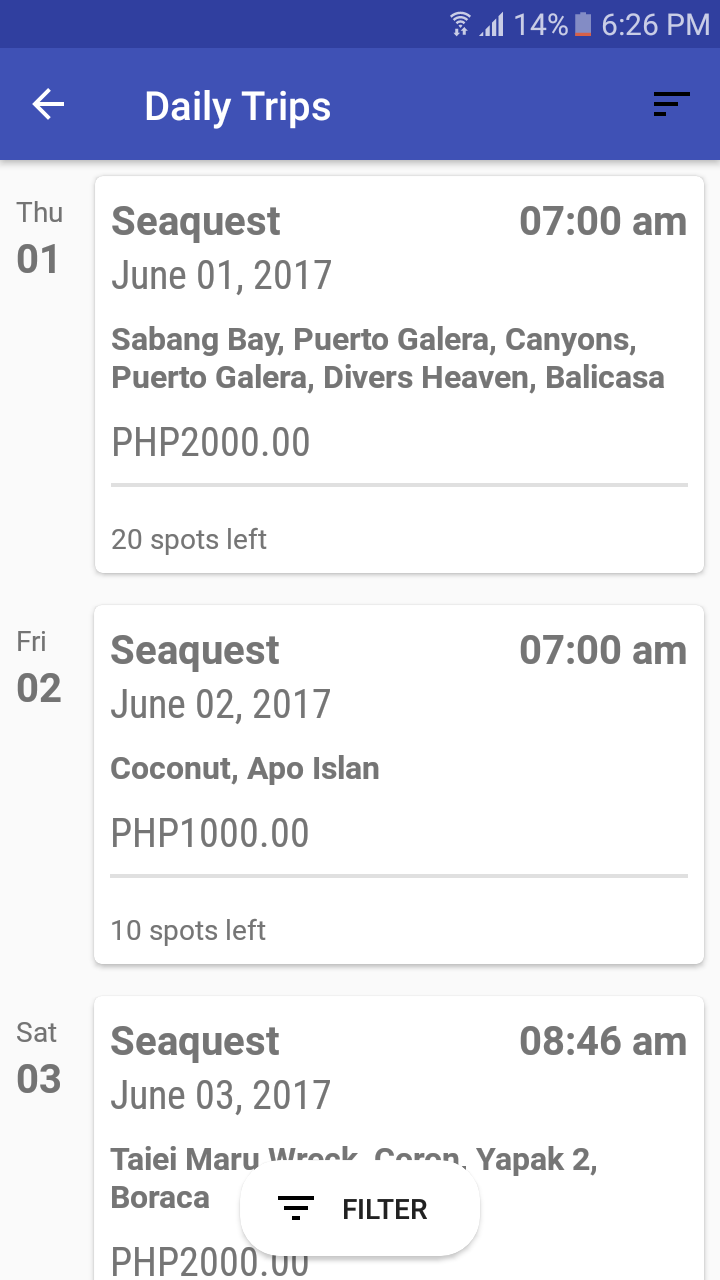 14% 6:26 PM
Daily Trips
Thu
01
Seaquest 07:00 am
June 01, 2017
Sabang Bay, Puerto Galera, Canyons,
Puerto Galera, Divers Heaven, Balicasa
PHP2000.00
20 spots left
Fri
02
Seaquest 07:00 am
June 02, 2017
Coconut, Apo Islan
PHP1000.00
10 spots left
Sat
03
Seaquest 08:46 am
June 03, 2017
Taiei Maru Wreck, Coron, Yapak 2,
Boraca
PHP2000.00
FILTER